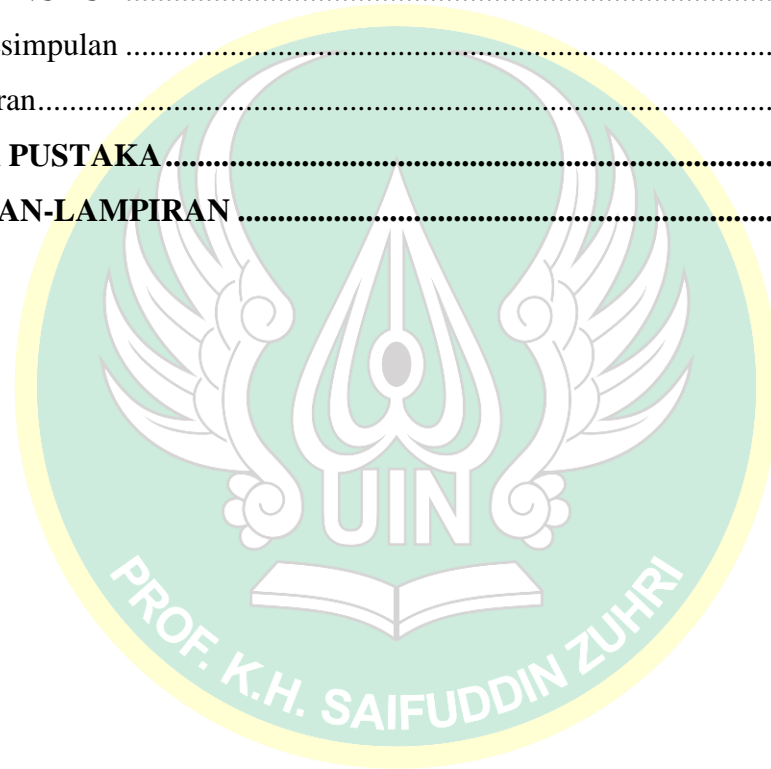 simpulan ........................................................................
ran....................................................................................
PUSTAKA.................................................................
AN-LAMPIRAN .........................................................
UIN
PROF. K.H. SAIFUDDIN ZUHRI